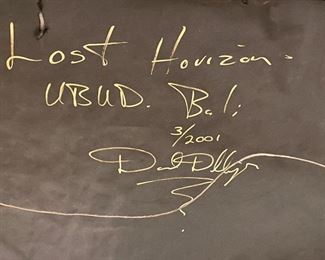 Lost Horizon.
UBUD. Bali
3/2001